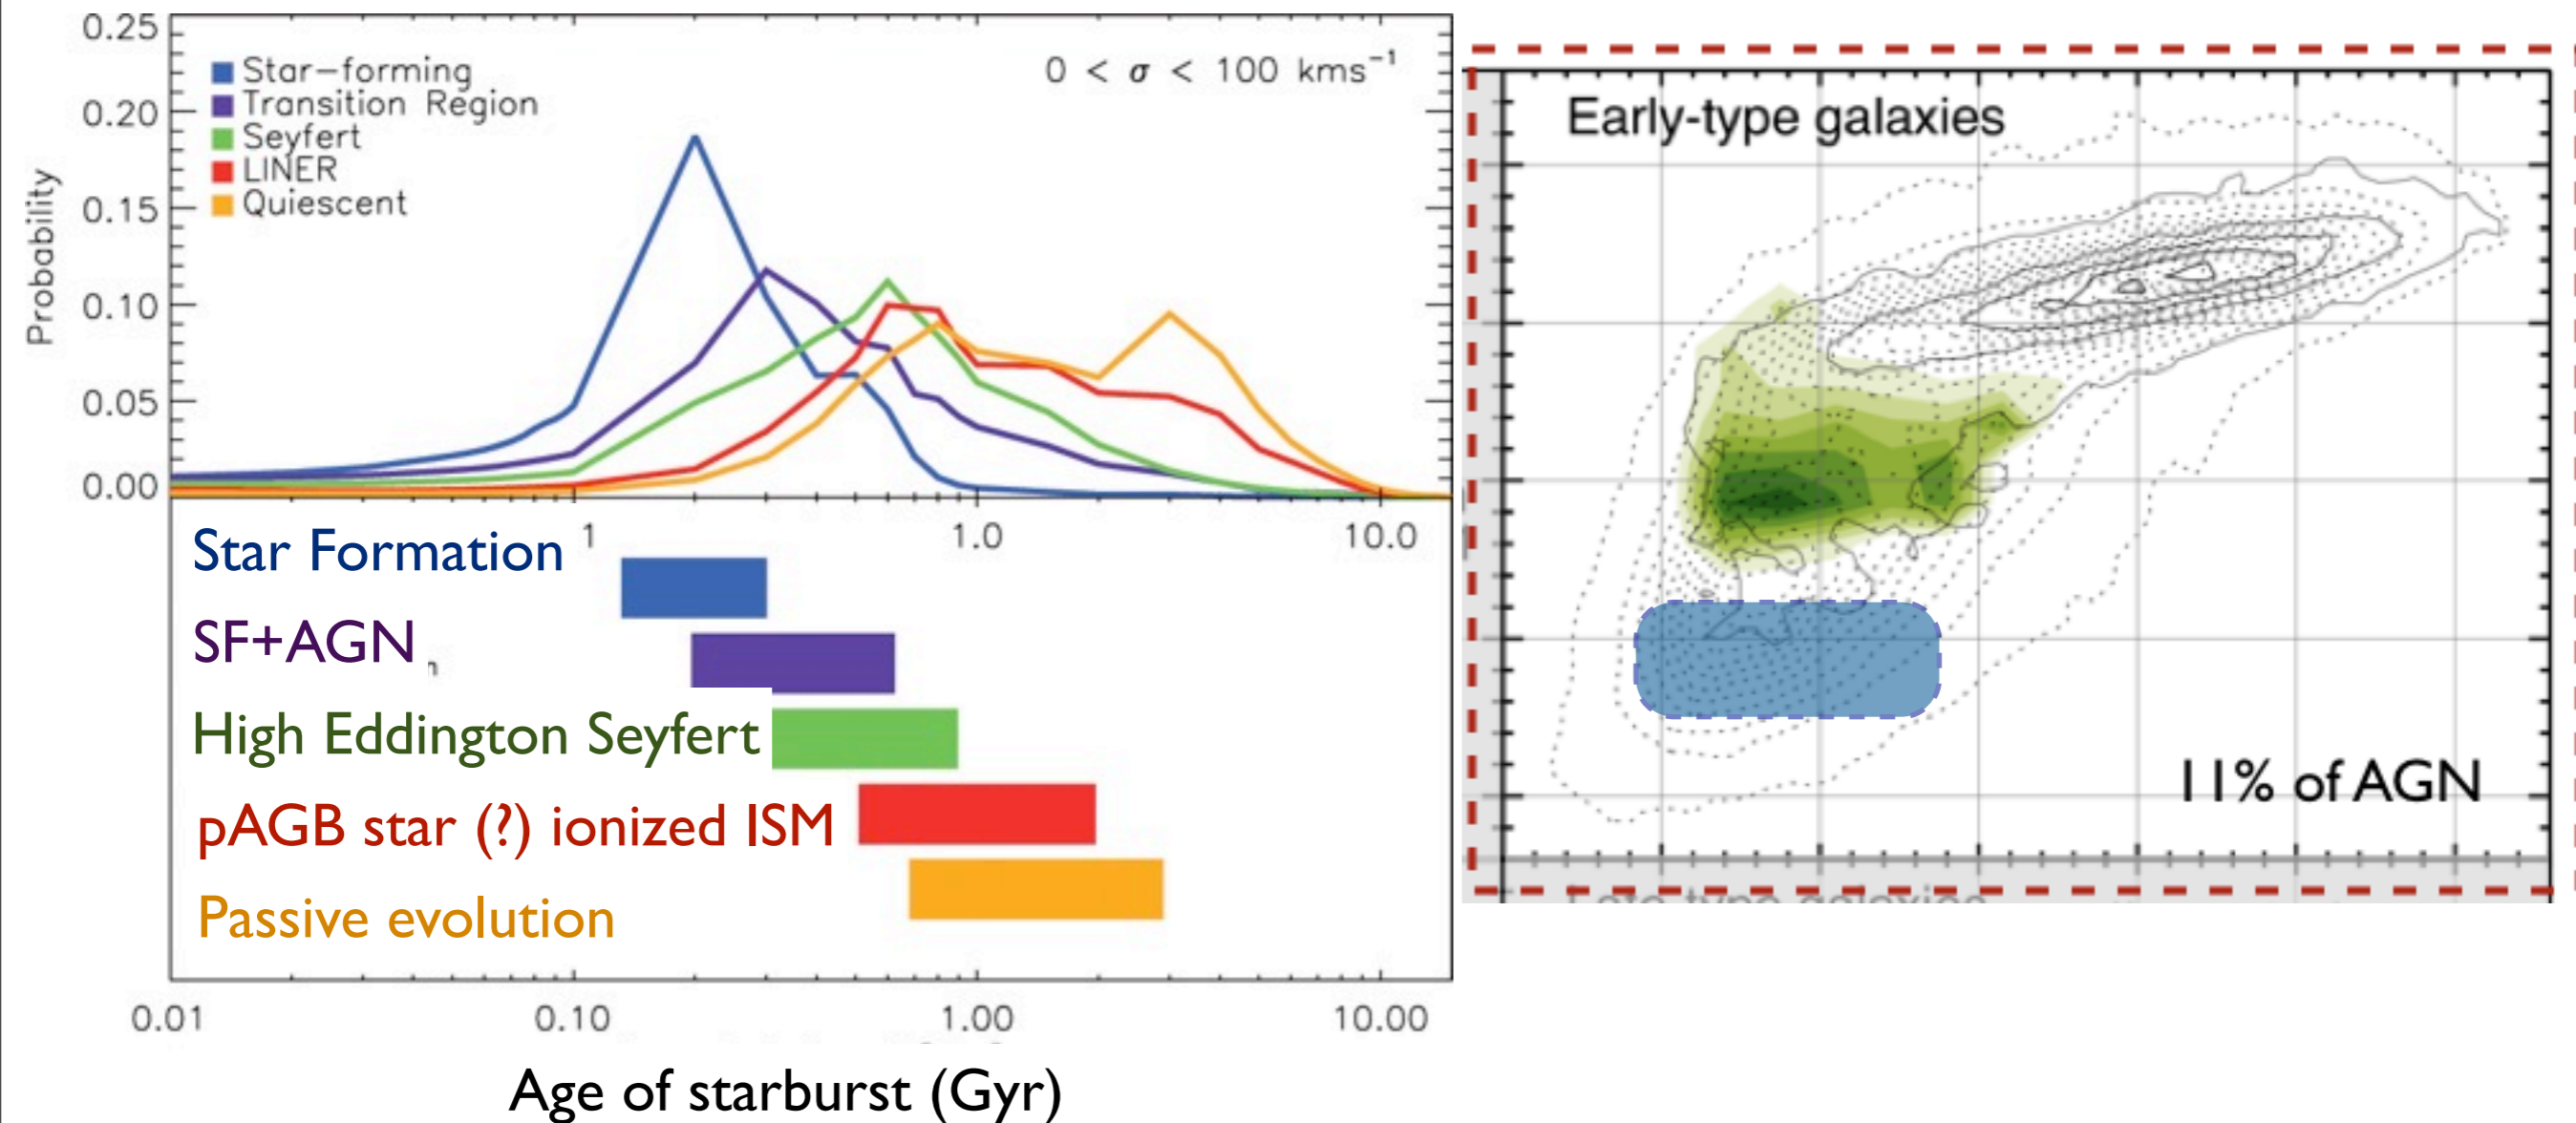 0.25
0.20
0.15
0.10
0.05
0.00
Probability
Star-forming
Transition Region
Seyfert
LINER
Quiescent
0 < σ < 100 kms⁻¹
1
1.0
10.0
Star Formation
SF+AGN
n
High Eddington Seyfert
pAGB star (?) ionized ISM
Passive evolution
0.01
0.10
1.00
10.00
Age of starburst (Gyr)
Early-type galaxies
11% of AGN